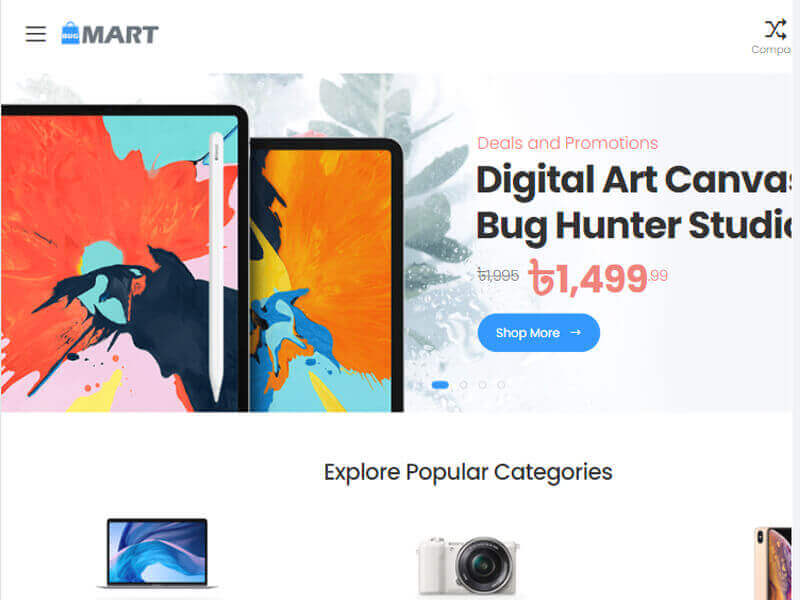 BUG MART
Compa
Deals and Promotions
Digital Art Canvas
Bug Hunter Studio
৳1,995 ৳1,499.99
Shop More →
Explore Popular Categories